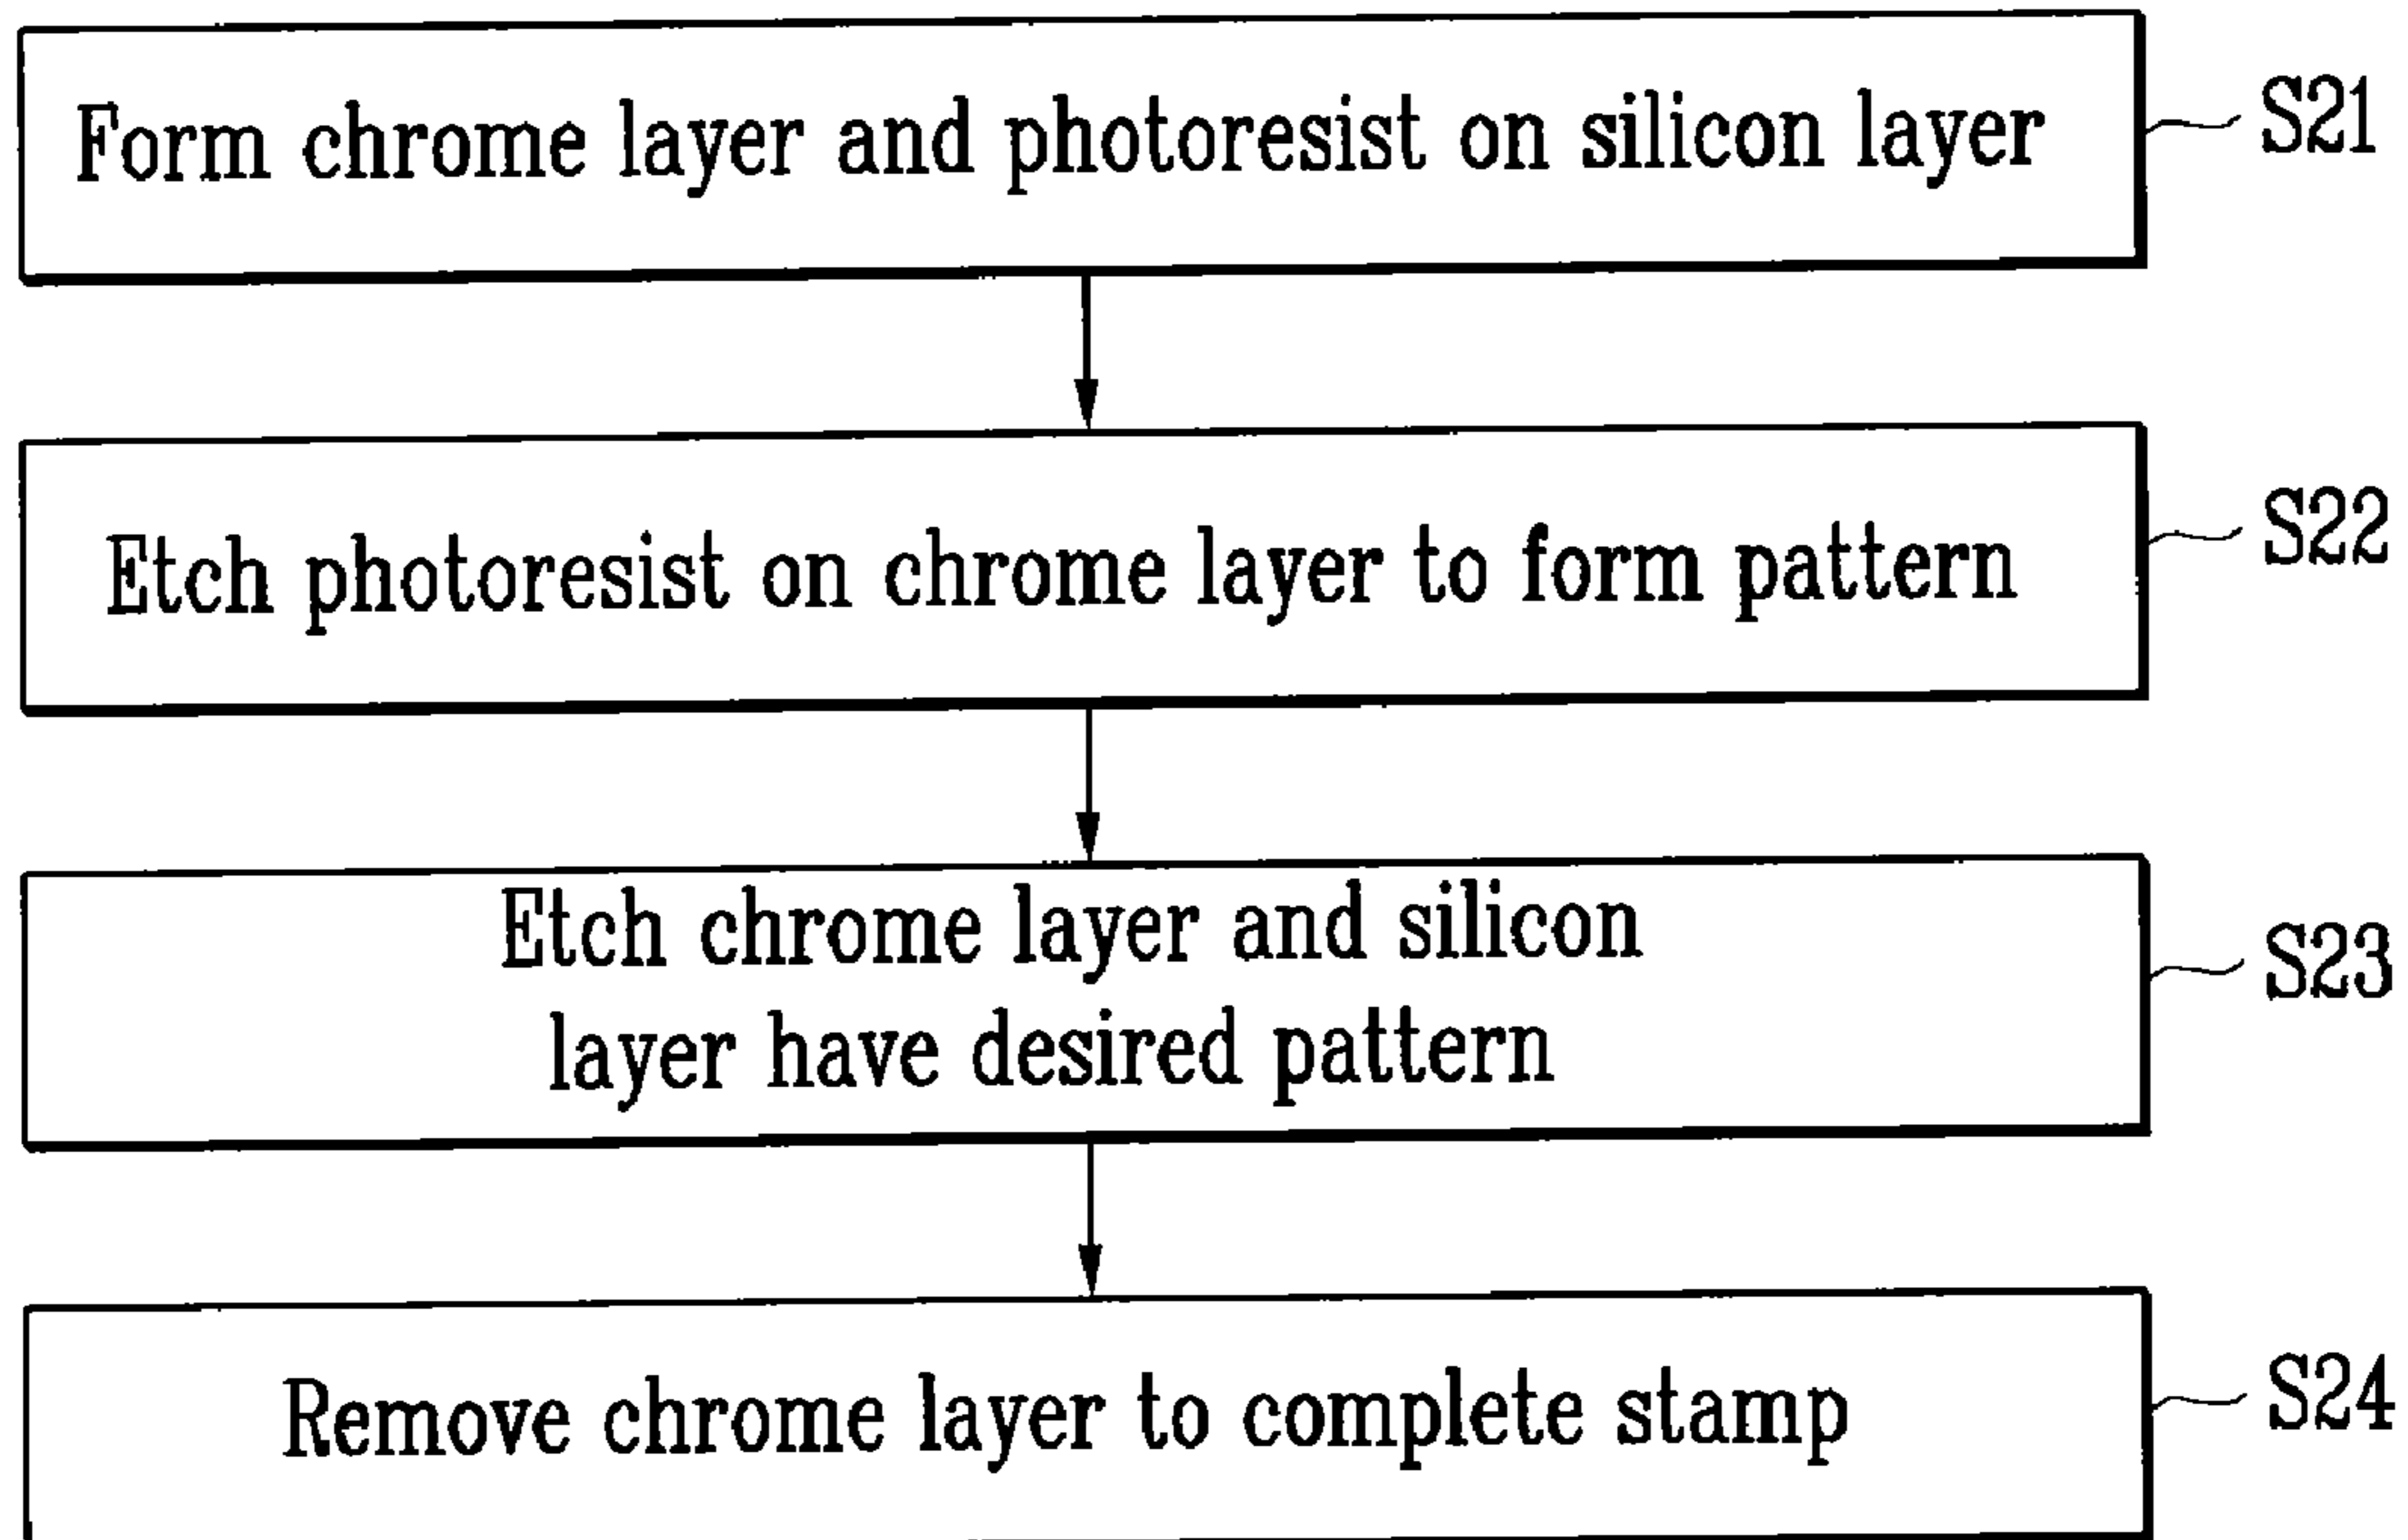 Form chrome layer and photoresist on silicon layer
S21
Etch photoresist on chrome layer to form pattern
S22
Etch chrome layer and silicon
layer have desired pattern
S23
Remove chrome layer to complete stamp
S24